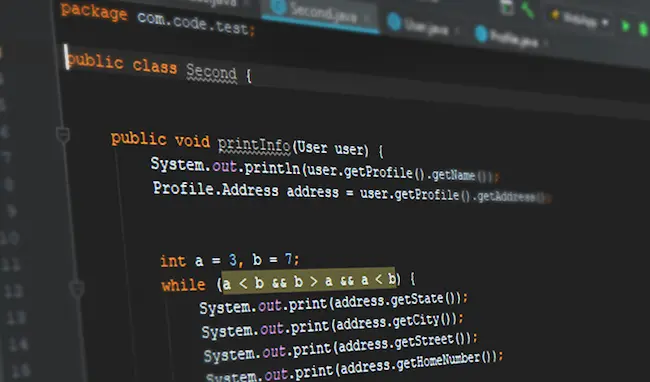 Second.java
User.java
Profile.java
package com.code.test;
public class Second {
public void printInfo(User user) {
System.out.println(user.getProfile().getName());
Profile.Address address = user.getProfile().getAddress();
int a = 3, b = 7;
while (a < b && b > a && a < b) {
System.out.print(address.getState());
System.out.print(address.getCity());
System.out.print(address.getStreet());
System.out.print(address.getHomeNumber());